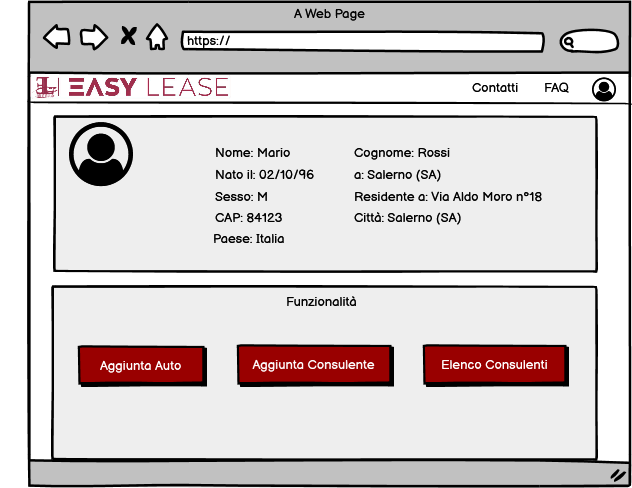 A Web Page
https://
EASY LEASE
Contatti FAQ
Nome: Mario Cognome: Rossi
Nato il: 02/10/96 a: Salerno (SA)
Sesso: M Residente a: Via Aldo Moro n°18
CAP: 84123 Città: Salerno (SA)
Paese: Italia
Funzionalità
Aggiunta Auto Aggiunta Consulente Elenco Consulenti